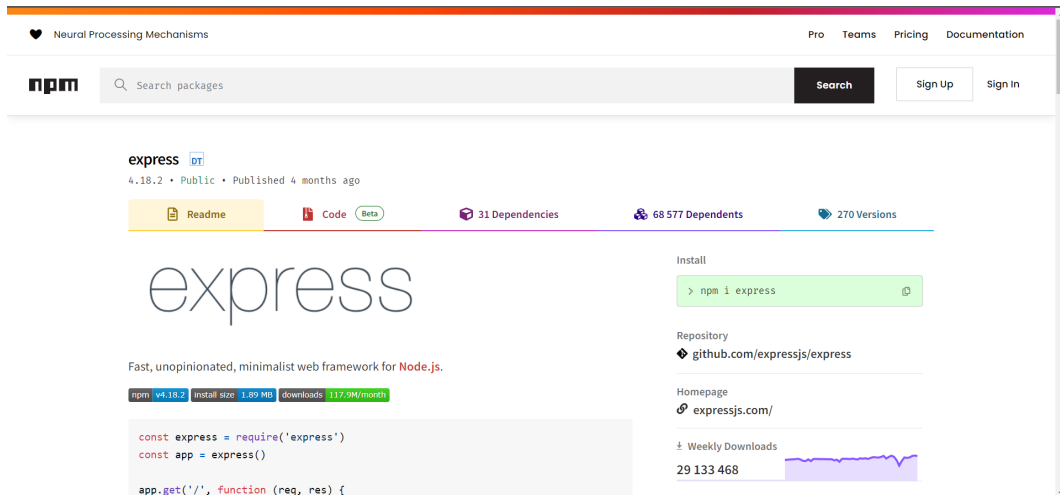 Neural Processing Mechanisms
Pro Teams Pricing Documentation
npm
Search packages
Search
Sign Up
Sign In
express DT
4.18.2 • Public • Published 4 months ago
Readme
Code Beta
31 Dependencies
68 577 Dependents
270 Versions
express
Fast, unopinionated, minimalist web framework for Node.js.
npm v4.18.2 install size 1.89 MB downloads 117.9M/month
const express = require('express')
const app = express()
app.get('/', function (req, res) {
Install
> npm i express
Repository
github.com/expressjs/express
Homepage
expressjs.com/
Weekly Downloads
29 133 468